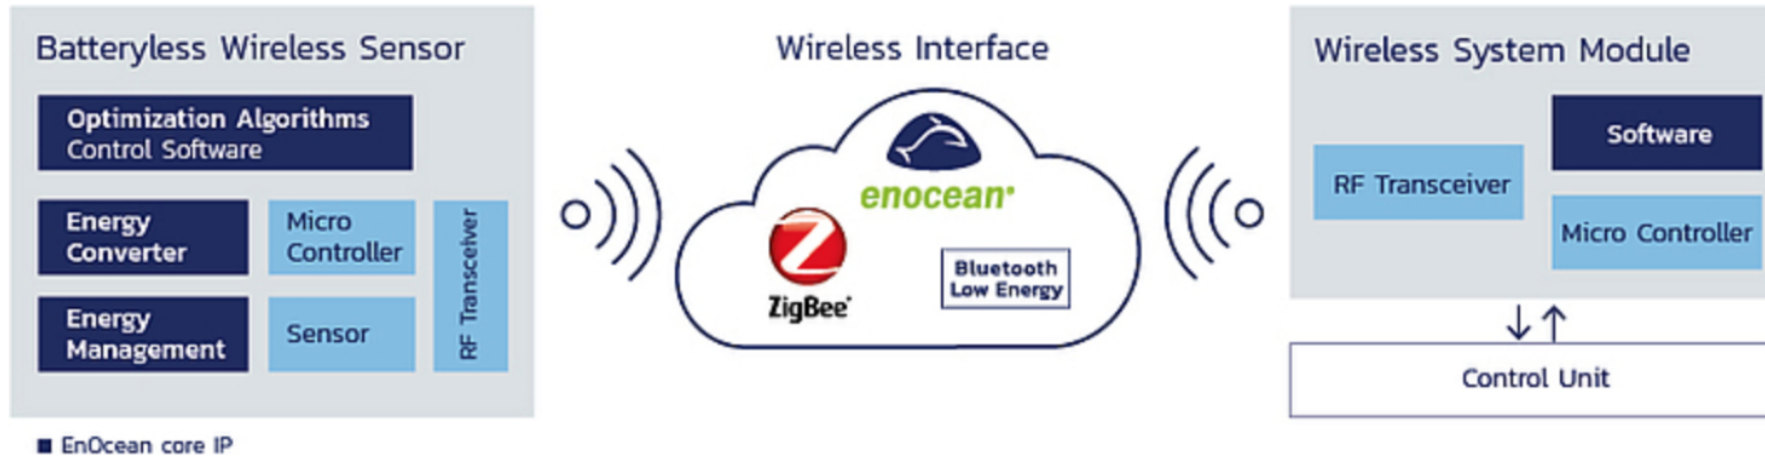 Batteryless Wireless Sensor
Optimization Algorithms
Control Software
Energy
Converter
Micro
Controller
RF Transceiver
Energy
Management
Sensor
EnOcean core IP
Wireless Interface
enocean®
ZigBee®
Bluetooth
Low Energy
Wireless System Module
RF Transceiver
Software
Micro Controller
Control Unit